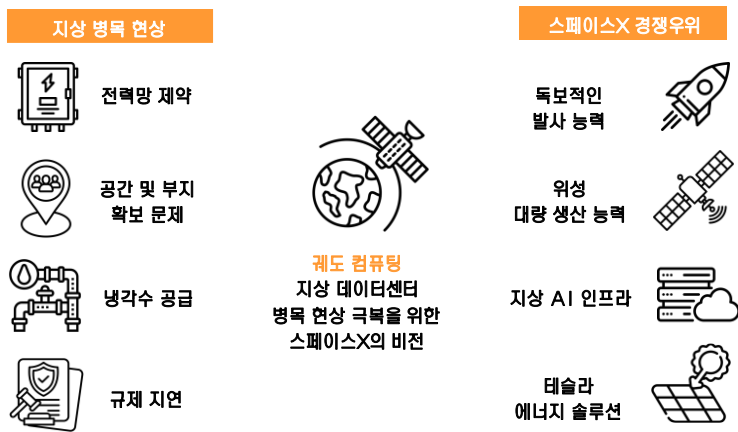 지상 병목 현상
전력망 제약
공간 및 부지
확보 문제
냉각수 공급
규제 지연
궤도 컴퓨팅
지상 데이터센터
병목 현상 극복을 위한
스페이스X의 비전
스페이스X 경쟁우위
독보적인
발사 능력
위성
대량 생산 능력
지상 AI 인프라
테슬라
에너지 솔루션